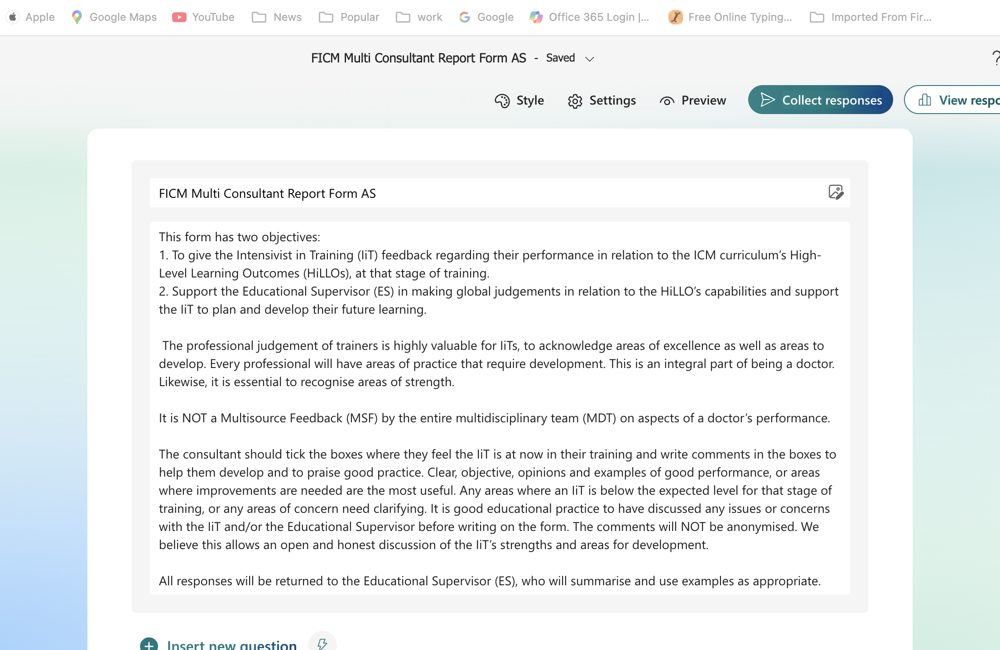 Apple Google Maps YouTube News Popular work Google Office 365 Login |... Free Online Typing... Imported From Fir...
FICM Multi Consultant Report Form AS - Saved
?
Style Settings Preview Collect responses View respo
FICM Multi Consultant Report Form AS
This form has two objectives:
1. To give the Intensivist in Training (IiT) feedback regarding their performance in relation to the ICM curriculum’s High-
Level Learning Outcomes (HiLLOs), at that stage of training.
2. Support the Educational Supervisor (ES) in making global judgements in relation to the HiLLO’s capabilities and support
the IiT to plan and develop their future learning.
The professional judgement of trainers is highly valuable for IiTs, to acknowledge areas of excellence as well as areas to
develop. Every professional will have areas of practice that require development. This is an integral part of being a doctor.
Likewise, it is essential to recognise areas of strength.
It is NOT a Multisource Feedback (MSF) by the entire multidisciplinary team (MDT) on aspects of a doctor’s performance.
The consultant should tick the boxes where they feel the IiT is at now in their training and write comments in the boxes to
help them develop and to praise good practice. Clear, objective, opinions and examples of good performance, or areas
where improvements are needed are the most useful. Any areas where an IiT is below the expected level for that stage of
training, or any areas of concern need clarifying. It is good educational practice to have discussed any issues or concerns
with the IiT and/or the Educational Supervisor before writing on the form. The comments will NOT be anonymised. We
believe this allows an open and honest discussion of the IiT’s strengths and areas for development.
All responses will be returned to the Educational Supervisor (ES), who will summarise and use examples as appropriate.
Insert new question